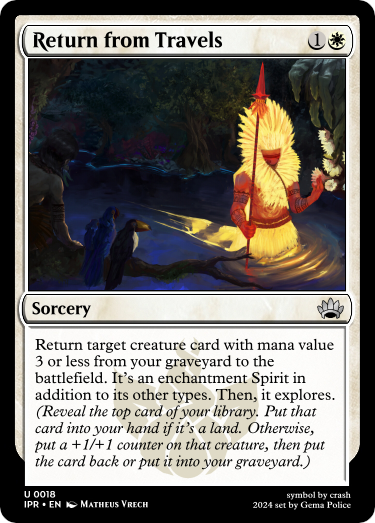 Return from Travels 1
Sorcery
Return target creature card with mana value
3 or less from your graveyard to the
battlefield. It's an enchantment Spirit in
addition to its other types. Then, it explores.
(Reveal the top card of your library. Put that
card into your hand if it's a land. Otherwise,
put a +1/+1 counter on that creature, then put
the card back or put it into your graveyard.)
U 0018
IPR • EN Matheus Vrech
symbol by crash
2024 set by Gema Police